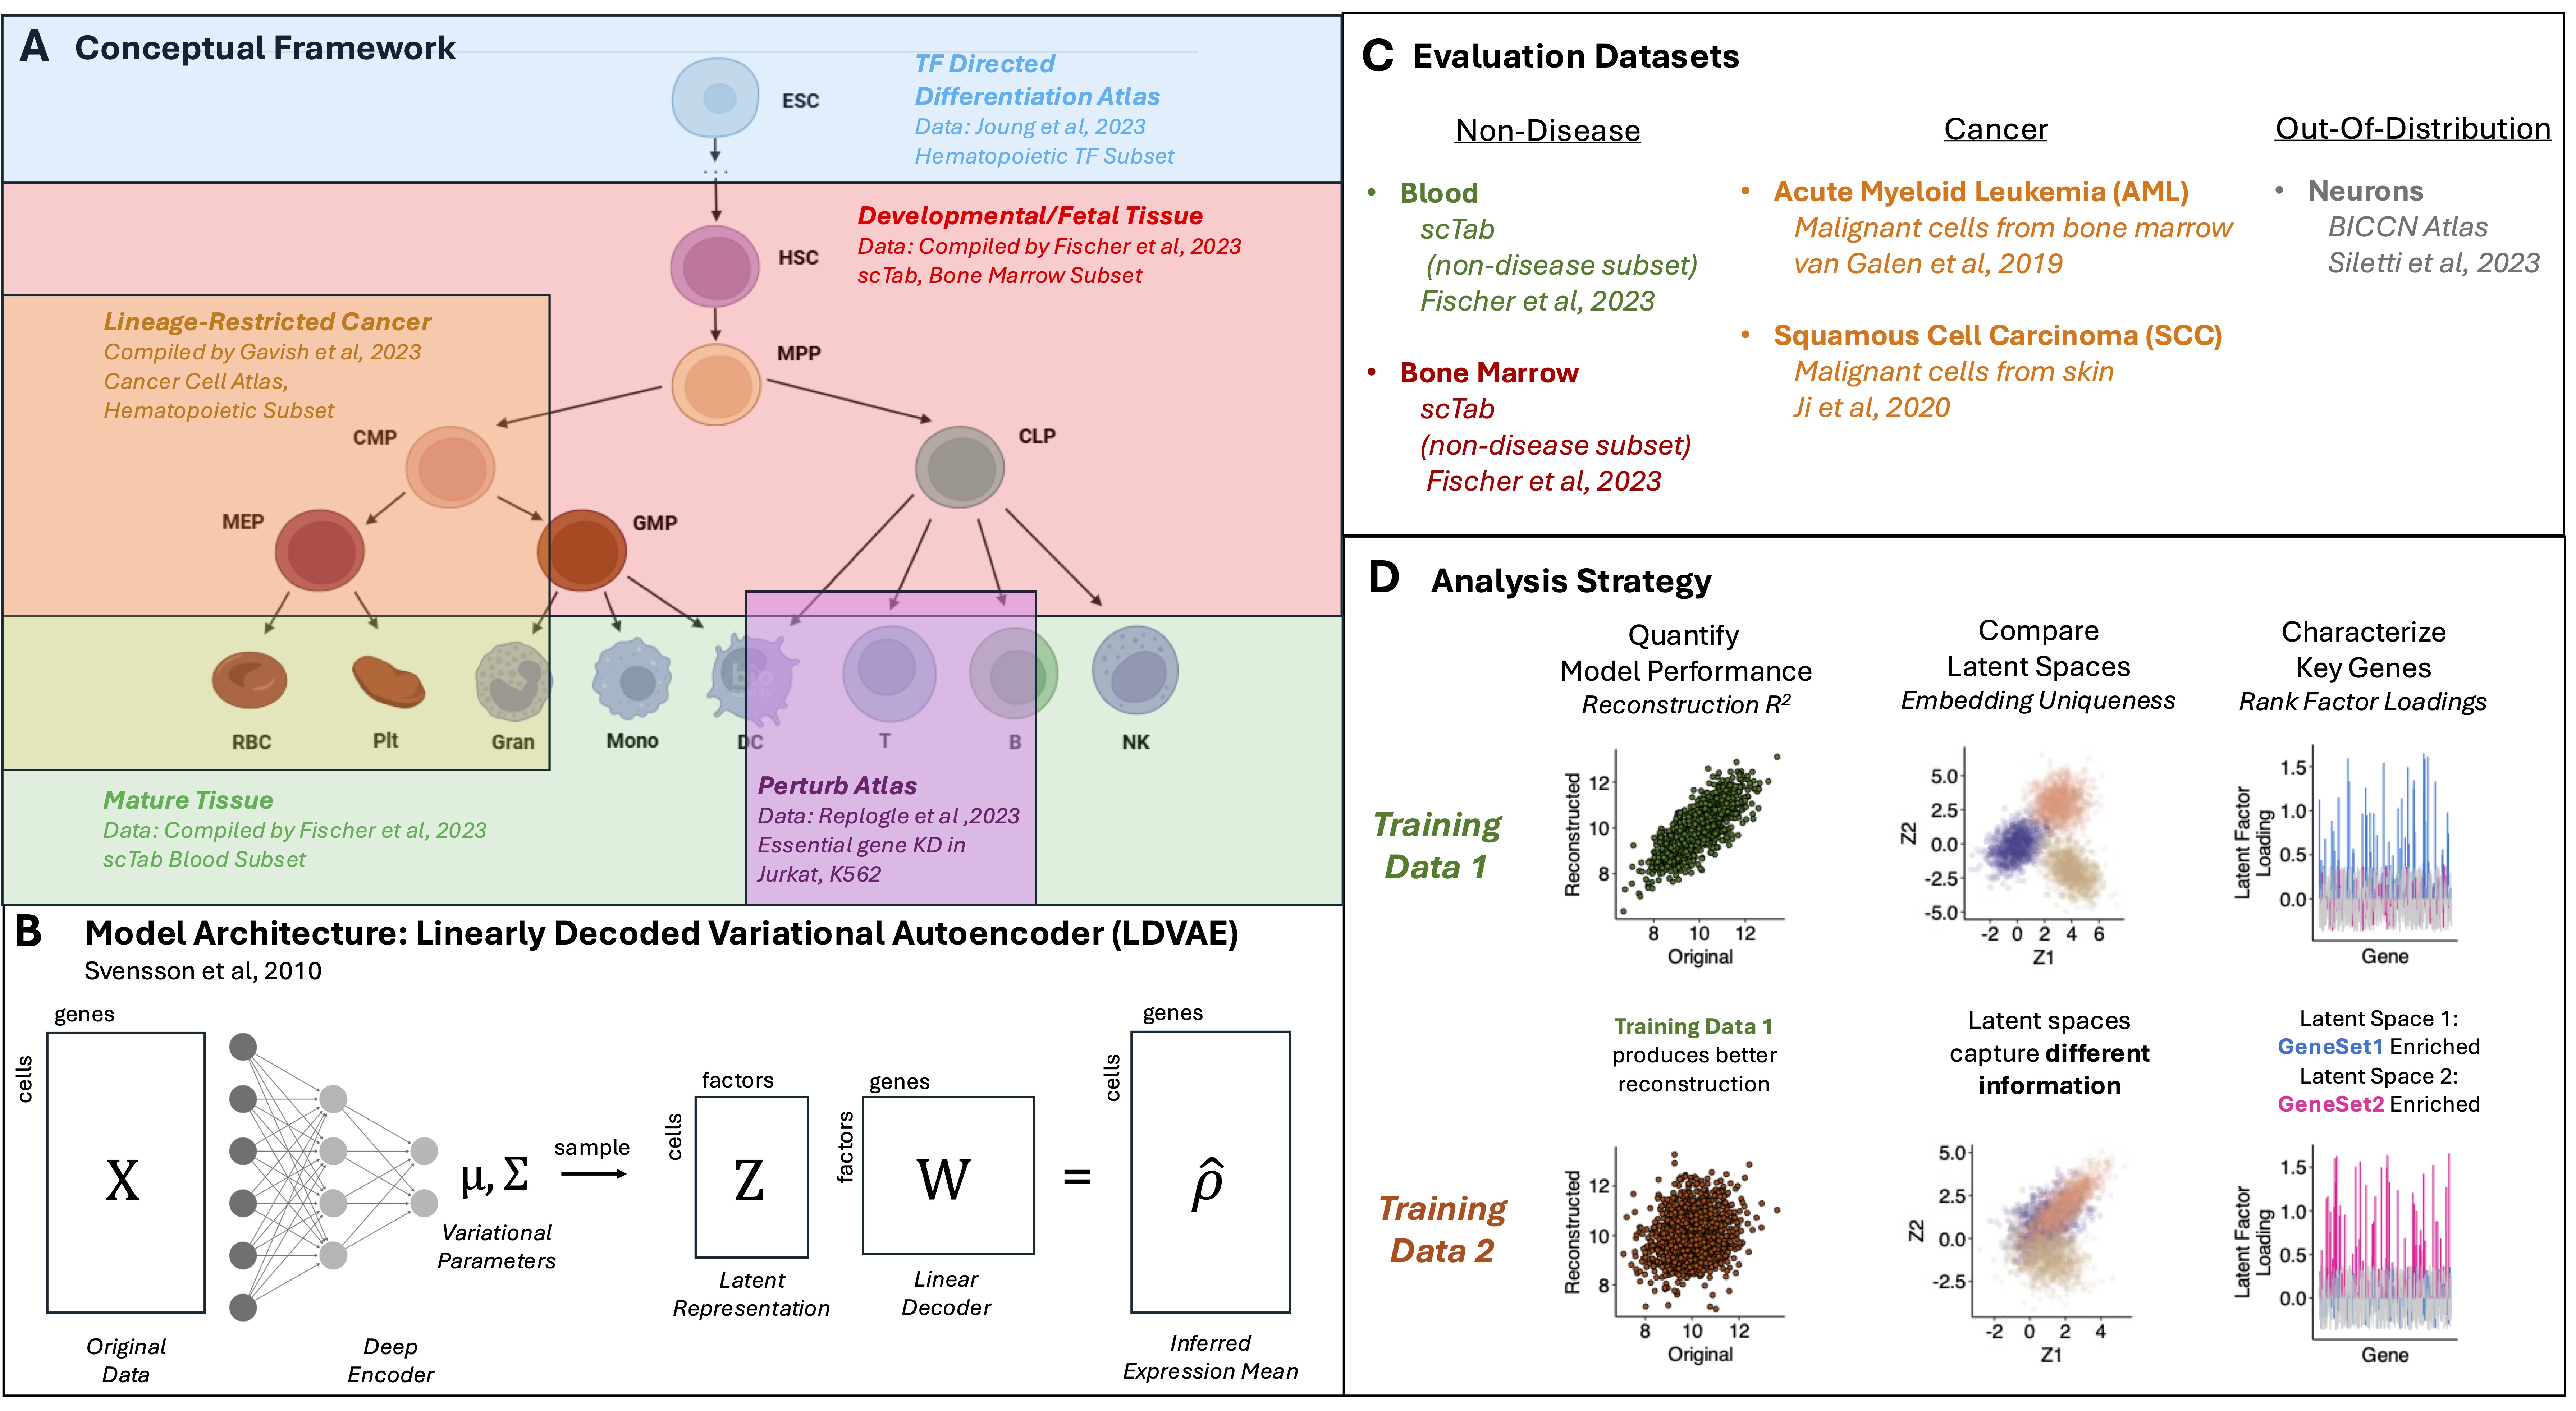 A Conceptual Framework
TF Directed
Differentiation Atlas
Data: Joung et al, 2023
Hematopoietic TF Subset
ESC
Developmental/Fetal Tissue
Data: Compiled by Fischer et al, 2023
scTab, Bone Marrow Subset
HSC
Lineage-Restricted Cancer
Compiled by Gavish et al, 2023
Cancer Cell Atlas,
Hematopoietic Subset
MPP
CMP
CLP
MEP
GMP
RBC
Plt
Gran
Mono
DC
T
B
NK
Mature Tissue
Data: Compiled by Fischer et al, 2023
scTab Blood Subset
Perturb Atlas
Data: Replogle et al ,2023
Essential gene KD in
Jurkat, K562
B Model Architecture: Linearly Decoded Variational Autoencoder (LDVAE)
Svensson et al, 2010
genes
cells
X
Original
Data
Deep
Encoder
μ, Σ
Variational
Parameters
sample
factors
cells
Z
Latent
Representation
genes
factors
W
Linear
Decoder
=
genes
cells
ρ̂
Inferred
Expression Mean
C Evaluation Datasets
Non-Disease
• Blood
scTab
(non-disease subset)
Fischer et al, 2023
• Bone Marrow
scTab
(non-disease subset)
Fischer et al, 2023
Cancer
• Acute Myeloid Leukemia (AML)
Malignant cells from bone marrow
van Galen et al, 2019
• Squamous Cell Carcinoma (SCC)
Malignant cells from skin
Ji et al, 2020
Out-Of-Distribution
• Neurons
BICCN Atlas
Siletti et al, 2023
D Analysis Strategy
Quantify
Model Performance
Reconstruction R²
Compare
Latent Spaces
Embedding Uniqueness
Characterize
Key Genes
Rank Factor Loadings
Training
Data 1
Reconstructed
12
10
8
8 10 12
Original
Z2
5.0
2.5
0.0
-2.5
-5.0
-2 0 2 4 6
Z1
Latent Factor
Loading
1.5
1.0
0.5
0.0
Gene
Training Data 1
produces better
reconstruction
Latent spaces
capture different
information
Latent Space 1:
GeneSet1 Enriched
Latent Space 2:
GeneSet2 Enriched
Training
Data 2
Reconstructed
12
10
8
8 10 12
Original
Z2
5.0
2.5
0.0
-2.5
-2 0 2 4
Z1
Latent Factor
Loading
1.5
1.0
0.5
0.0
Gene